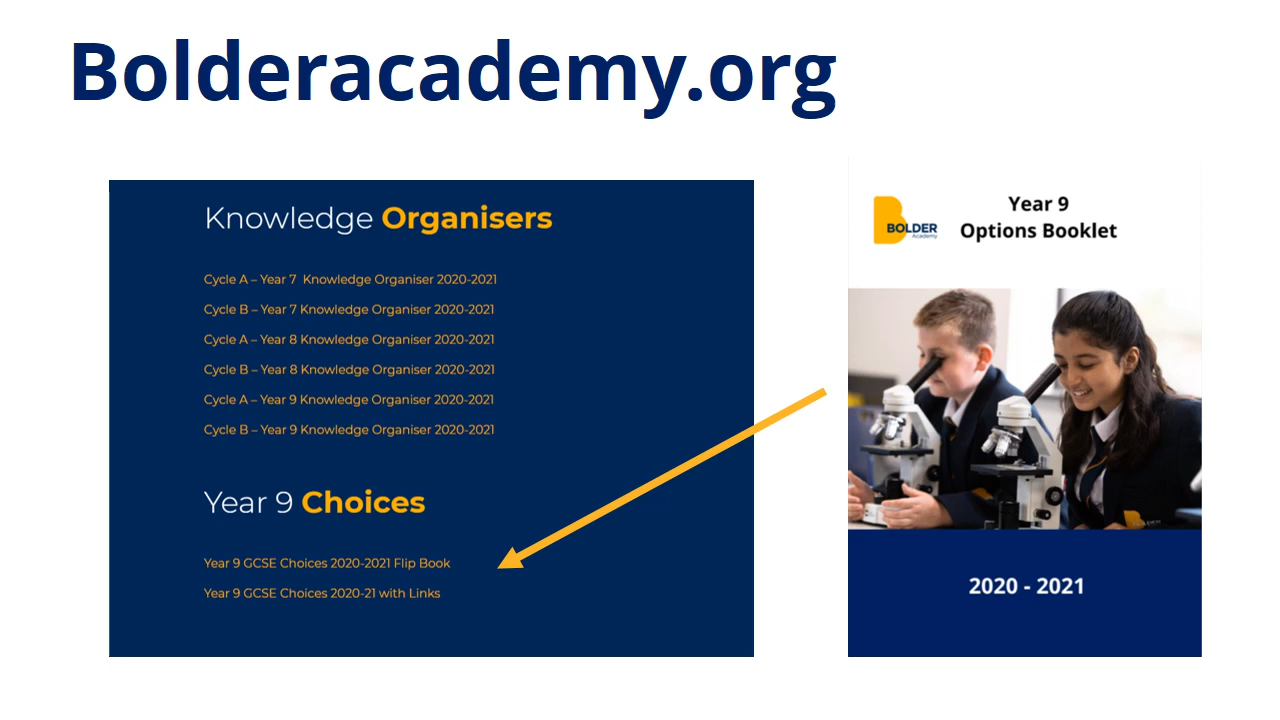 Bolderacademy.org
Knowledge Organisers
Cycle A – Year 7  Knowledge Organiser 2020-2021
Cycle B – Year 7 Knowledge Organiser 2020-2021
Cycle A – Year 8 Knowledge Organiser 2020-2021
Cycle B – Year 8 Knowledge Organiser 2020-2021
Cycle A – Year 9 Knowledge Organiser 2020-2021
Cycle B – Year 9 Knowledge Organiser 2020-2021
Year 9 Choices
Year 9 GCSE Choices 2020-2021 Flip Book
Year 9 GCSE Choices 2020-21 with Links
BOLDER
Academy
Year 9
Options Booklet
BOLDER
2020 - 2021